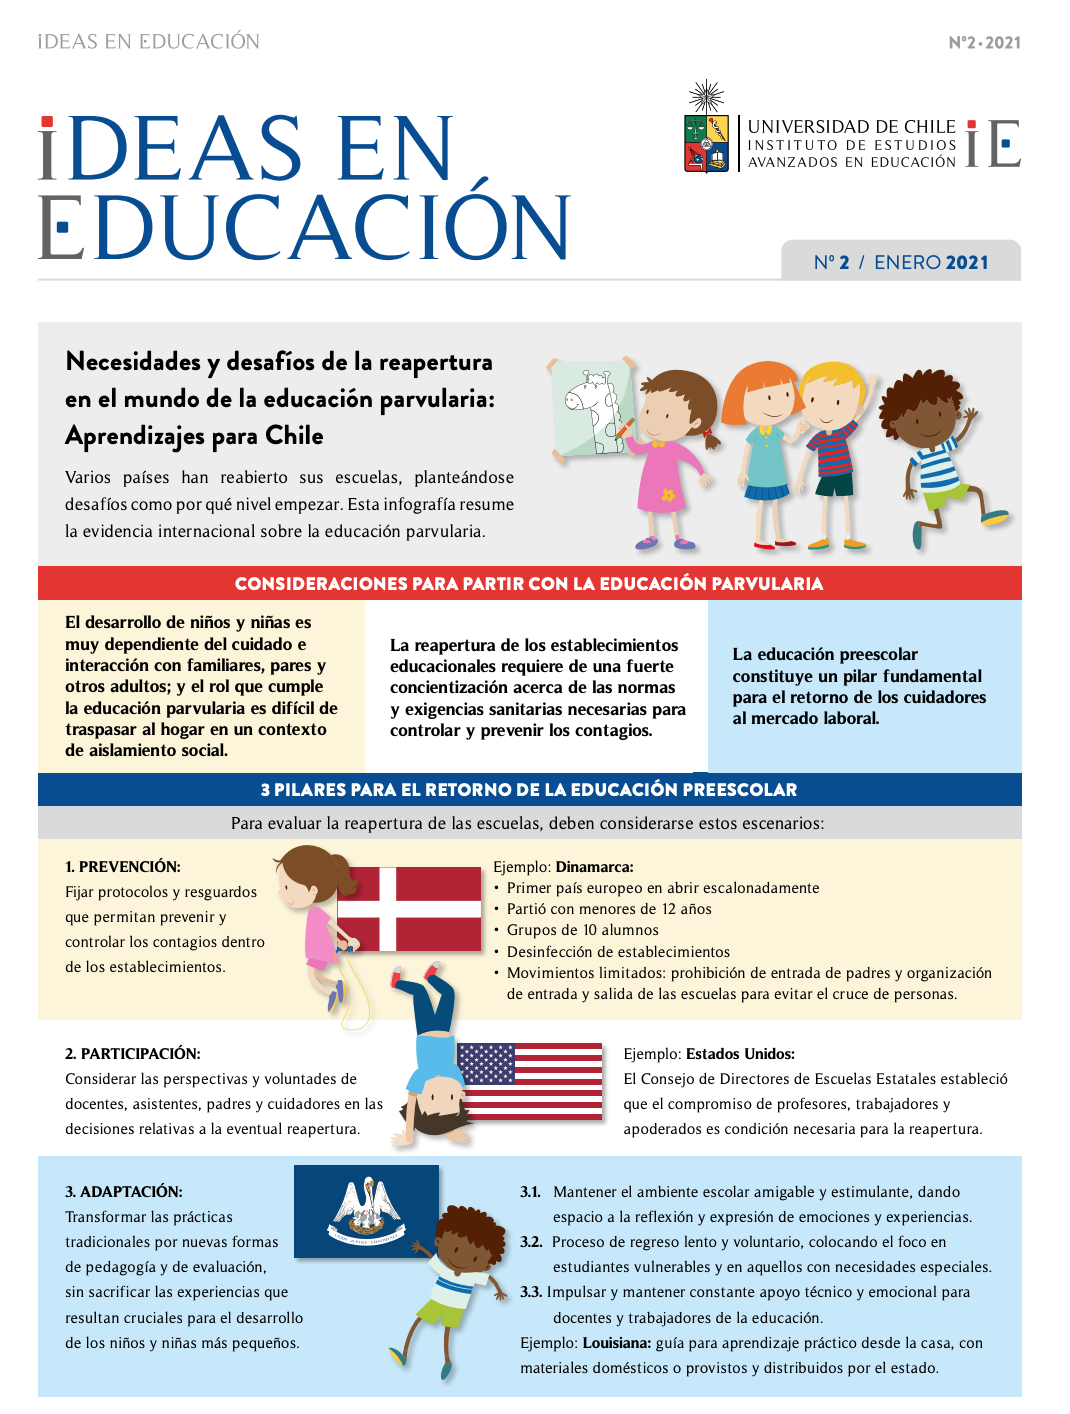 iDEAS EN EDUCACIÓN
Nº2·2021
iDEAS EN
EDUCACIÓN
UNIVERSIDAD DE CHILE
INSTITUTO DE ESTUDIOS
AVANZADOS EN EDUCACIÓN
iE
Nº 2 / ENERO 2021
Necesidades y desafíos de la reapertura
en el mundo de la educación parvularia:
Aprendizajes para Chile
Varios países han reabierto sus escuelas, planteándose
desafíos como por qué nivel empezar. Esta infografía resume
la evidencia internacional sobre la educación parvularia.
CONSIDERACIONES PARA PARTIR CON LA EDUCACIÓN PARVULARIA
El desarrollo de niños y niñas es
muy dependiente del cuidado e
interacción con familiares, pares y
otros adultos; y el rol que cumple
la educación parvularia es difícil de
traspasar al hogar en un contexto
de aislamiento social.
La reapertura de los establecimientos
educacionales requiere de una fuerte
concientización acerca de las normas
y exigencias sanitarias necesarias para
controlar y prevenir los contagios.
La educación preescolar
constituye un pilar fundamental
para el retorno de los cuidadores
al mercado laboral.
3 PILARES PARA EL RETORNO DE LA EDUCACIÓN PREESCOLAR
Para evaluar la reapertura de las escuelas, deben considerarse estos escenarios:
1. PREVENCIÓN:
Fijar protocolos y resguardos
que permitan prevenir y
controlar los contagios dentro
de los establecimientos.
Ejemplo: Dinamarca:
• Primer país europeo en abrir escalonadamente
• Partió con menores de 12 años
• Grupos de 10 alumnos
• Desinfección de establecimientos
• Movimientos limitados: prohibición de entrada de padres y organización
de entrada y salida de las escuelas para evitar el cruce de personas.
2. PARTICIPACIÓN:
Considerar las perspectivas y voluntades de
docentes, asistentes, padres y cuidadores en las
decisiones relativas a la eventual reapertura.
Ejemplo: Estados Unidos:
El Consejo de Directores de Escuelas Estatales estableció
que el compromiso de profesores, trabajadores y
apoderados es condición necesaria para la reapertura.
3. ADAPTACIÓN:
Transformar las prácticas
tradicionales por nuevas formas
de pedagogía y de evaluación,
sin sacrificar las experiencias que
resultan cruciales para el desarrollo
de los niños y niñas más pequeños.
3.1. Mantener el ambiente escolar amigable y estimulante, dando
espacio a la reflexión y expresión de emociones y experiencias.
3.2. Proceso de regreso lento y voluntario, colocando el foco en
estudiantes vulnerables y en aquellos con necesidades especiales.
3.3. Impulsar y mantener constante apoyo técnico y emocional para
docentes y trabajadores de la educación.
Ejemplo: Louisiana: guía para aprendizaje práctico desde la casa, con
materiales domésticos o provistos y distribuidos por el estado.